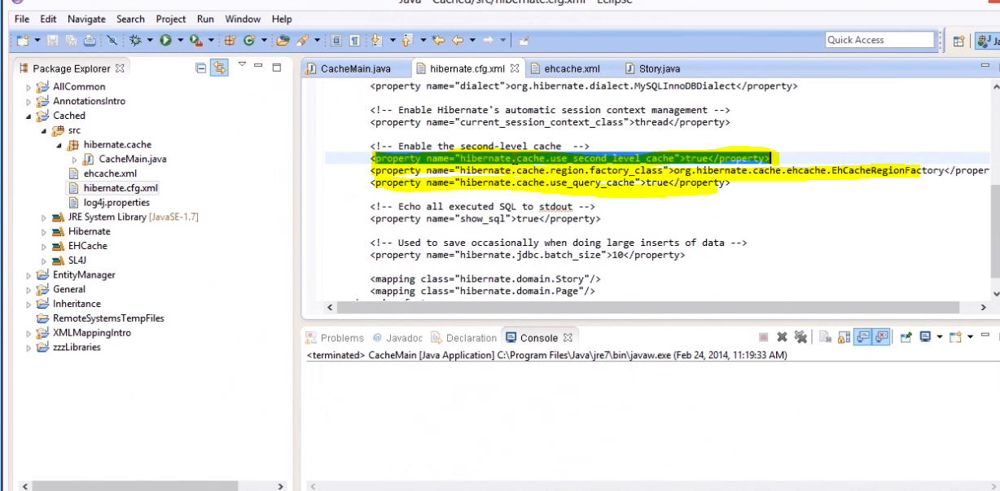 Java - Cached/src/hibernate.cfg.xml - Eclipse
File Edit Navigate Search Project Run Window Help
Quick Access
Package Explorer
AllCommon
AnnotationsIntro
Cached
src
hibernate.cache
CacheMain.java
ehcache.xml
hibernate.cfg.xml
log4j.properties
JRE System Library [JavaSE-1.7]
Hibernate
EHCache
SL4J
EntityManager
General
Inheritance
RemoteSystemsTempFiles
XMLMappingIntro
zzzLibraries
CacheMain.java hibernate.cfg.xml ehcache.xml Story.java
<property name="dialect">org.hibernate.dialect.MySQLInnoDBDialect</property>
<!-- Enable Hibernate's automatic session context management -->
<property name="current_session_context_class">thread</property>
<!-- Enable the second-level cache -->
<property name="hibernate.cache.use_second_level_cache">true</property>
<property name="hibernate.cache.region.factory_class">org.hibernate.cache.ehcache.EhCacheRegionFactory</proper
<property name="hibernate.cache.use_query_cache">true</property>
<!-- Echo all executed SQL to stdout -->
<property name="show_sql">true</property>
<!-- Used to save occasionally when doing large inserts of data -->
<property name="hibernate.jdbc.batch_size">10</property>
<mapping class="hibernate.domain.Story"/>
<mapping class="hibernate.domain.Page"/>
Problems @ Javadoc Declaration Console
<terminated> CacheMain [Java Application] C:\Program Files\Java\jre7\bin\javaw.exe (Feb 24, 2014, 11:19:33 AM)